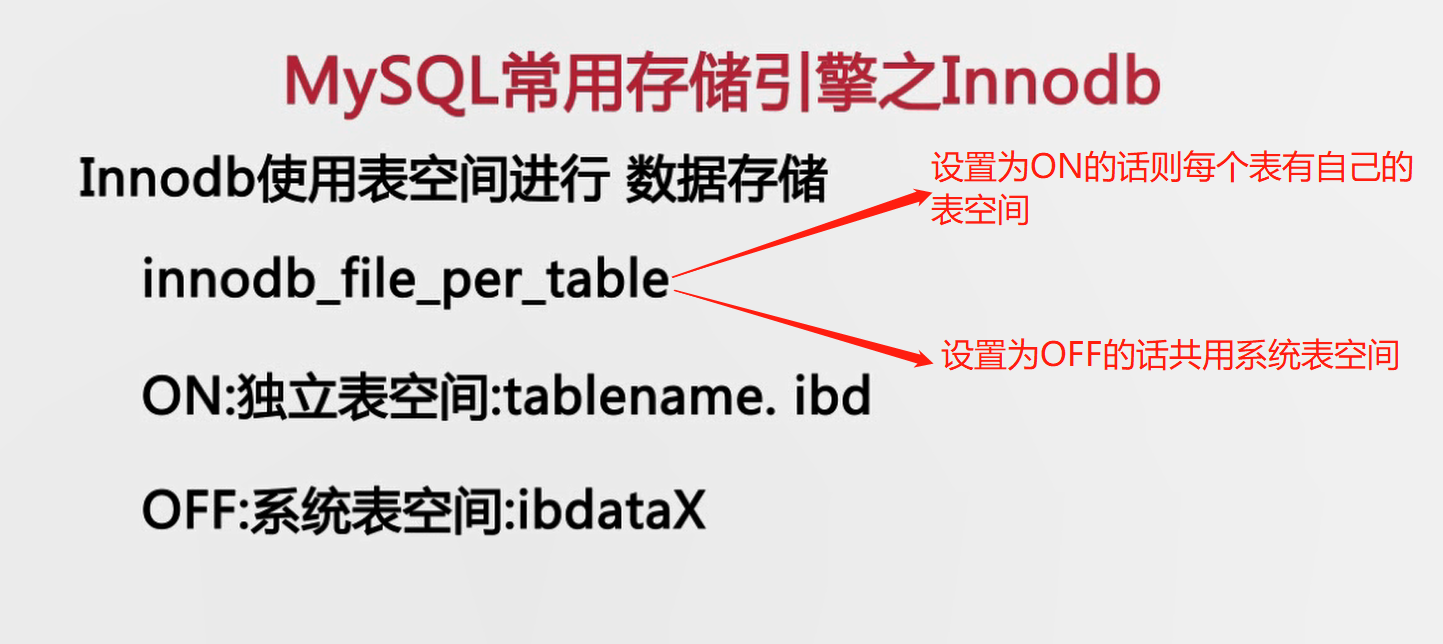 MySQL常用存储引擎之Innodb
Innodb使用表空间进行 数据存储
设置为ON的话则每个表有自己的
表空间
innodb_file_per_table
设置为OFF的话共用系统表空间
ON:独立表空间:tablename. ibd
OFF:系统表空间:ibdataX